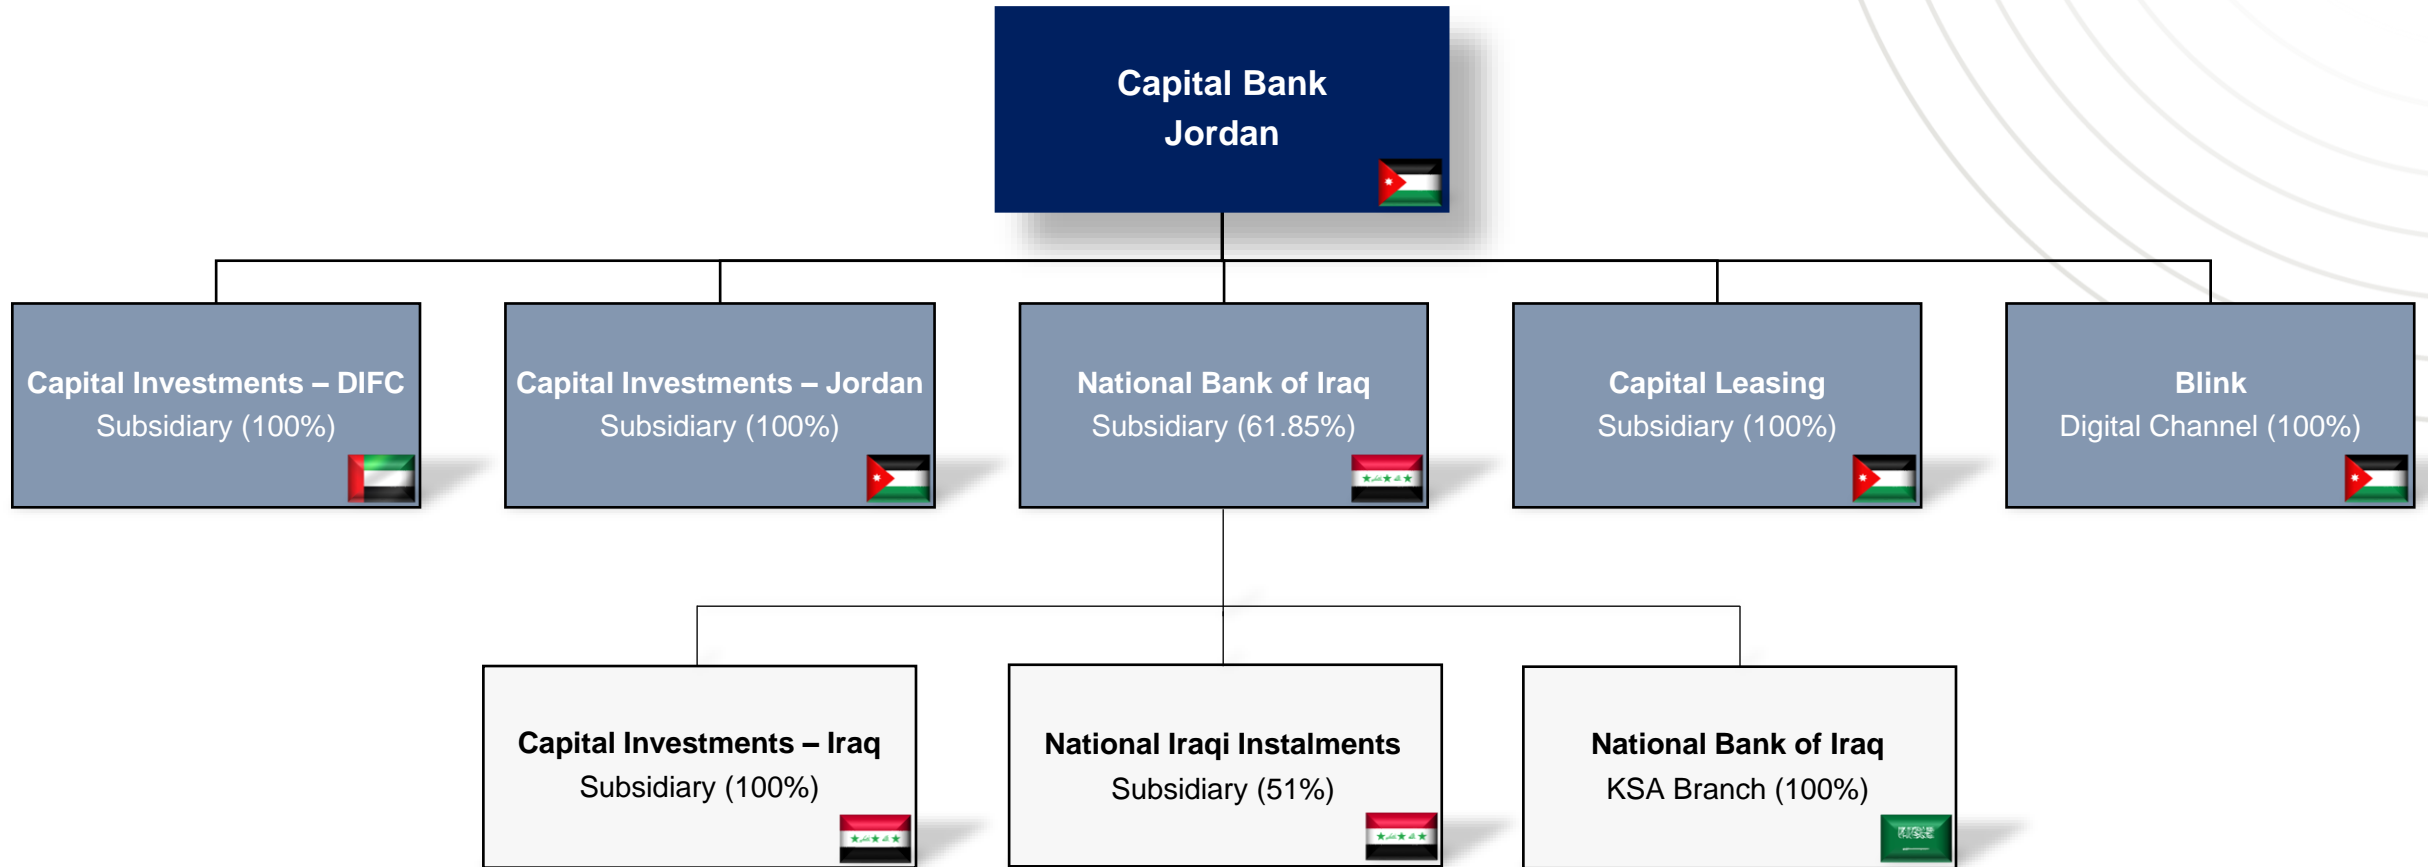 Capital Bank
Jordan
Capital Investments – DIFC
Subsidiary (100%)
Capital Investments – Jordan
Subsidiary (100%)
National Bank of Iraq
Subsidiary (61.85%)
Capital Leasing
Subsidiary (100%)
Blink
Digital Channel (100%)
Capital Investments – Iraq
Subsidiary (100%)
National Iraqi Instalments
Subsidiary (51%)
National Bank of Iraq
KSA Branch (100%)